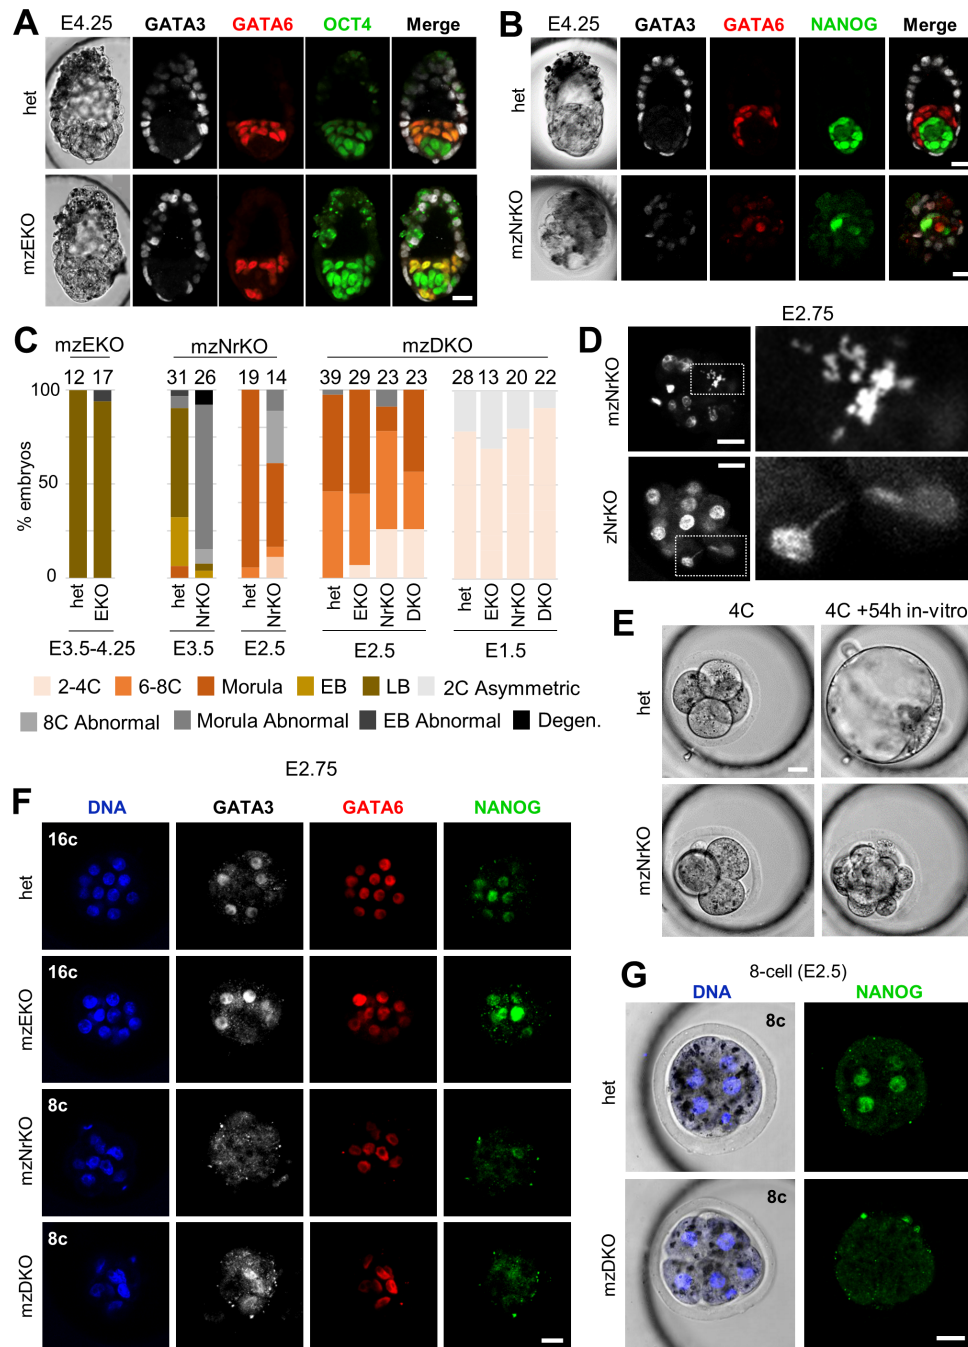 A
E4.25 GATA3 GATA6 OCT4 Merge
het
mzEKO
B
E4.25 GATA3 GATA6 NANOG Merge
het
mzNrKO
C
mzEKO mzNrKO mzDKO
12 17 31 26 19 14 39 29 23 23 28 13 20 22
100
50
0
% embryos
het EKO het NrKO het NrKO het EKO NrKO DKO het EKO NrKO DKO
E3.5-4.25 E3.5 E2.5 E2.5 E1.5
2-4C 6-8C Morula EB LB 2C Asymmetric
8C Abnormal Morula Abnormal EB Abnormal Degen.
D
E2.75
mzNrKO
zNrKO
E
4C 4C +54h in-vitro
het
mzNrKO
E2.75
F
DNA GATA3 GATA6 NANOG
16c
het
16c
mzEKO
8c
mzNrKO
8c
mzDKO
G
8-cell (E2.5)
DNA NANOG
8c
het
8c
mzDKO